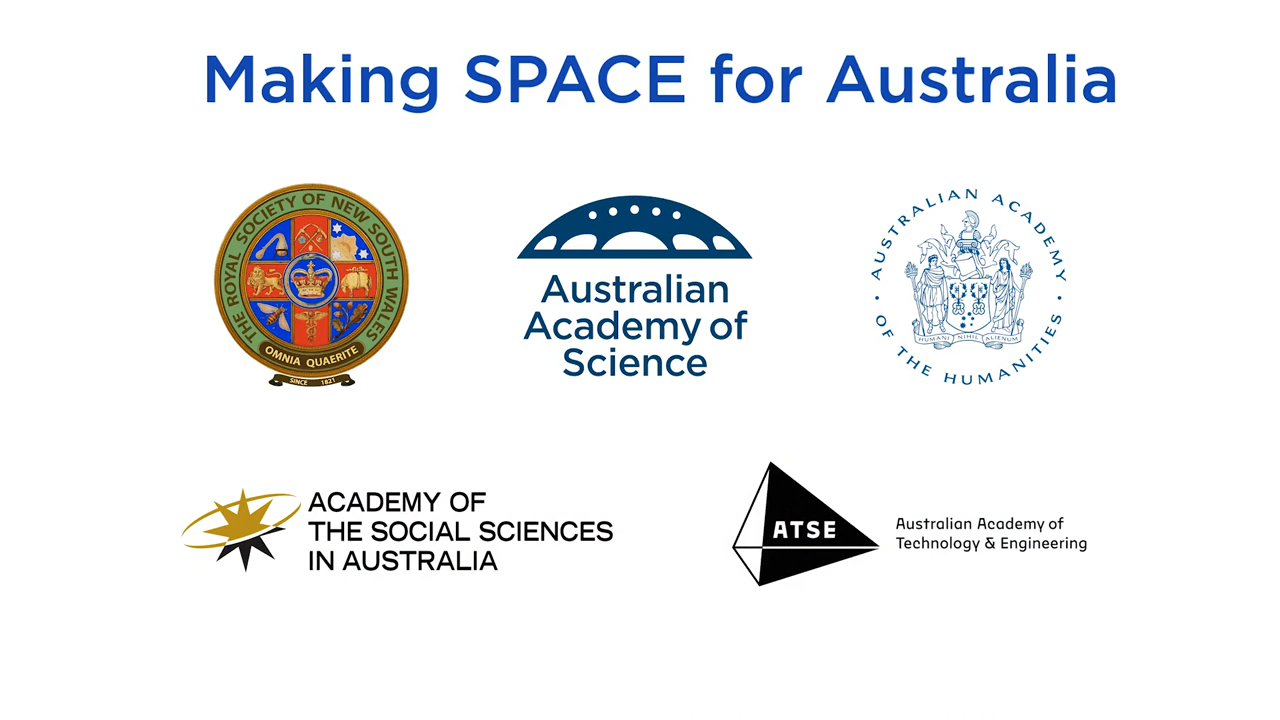 Making SPACE for Australia
THE ROYAL SOCIETY OF NEW SOUTH WALES
OMNIA QUAERITE
SINCE 1821
Australian
Academy of
Science
AUSTRALIAN ACADEMY
• OF THE HUMANITIES •
HUMANI NIHIL ALIENUM
ACADEMY OF
THE SOCIAL SCIENCES
IN AUSTRALIA
ATSE
Australian Academy of
Technology & Engineering